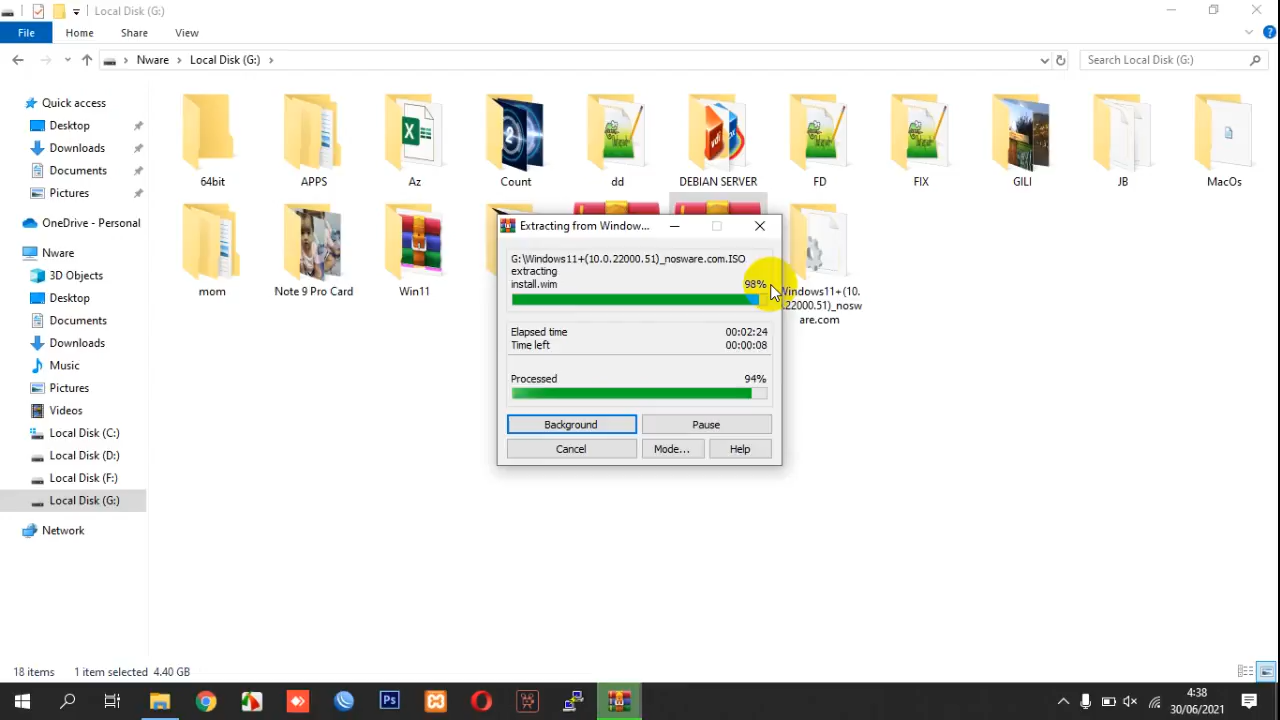 Local Disk (G:)
File
Home
Share
View
Nware
Local Disk (G:)
Search Local Disk (G:)
Quick access
Desktop
Downloads
Documents
Pictures
OneDrive - Personal
Nware
3D Objects
Desktop
Documents
Downloads
Music
Pictures
Videos
Local Disk (C:)
Local Disk (D:)
Local Disk (F:)
Local Disk (G:)
Network
64bit
APPS
Az
Count
dd
DEBIAN SERVER
FD
FIX
GILI
JB
MacOs
mom
Note 9 Pro Card
Win11
Windows11+(10.
0.22000.51)_nosw
are.com
Extracting from Window...
G:\Windows11+(10.0.22000.51)_nosware.com.ISO
extracting
install.wim 98%
Elapsed time 00:02:24
Time left 00:00:08
Processed 94%
Background
Pause
Cancel
Mode...
Help
18 items 1 item selected 4.40 GB
Ps
4:38
30/06/2021